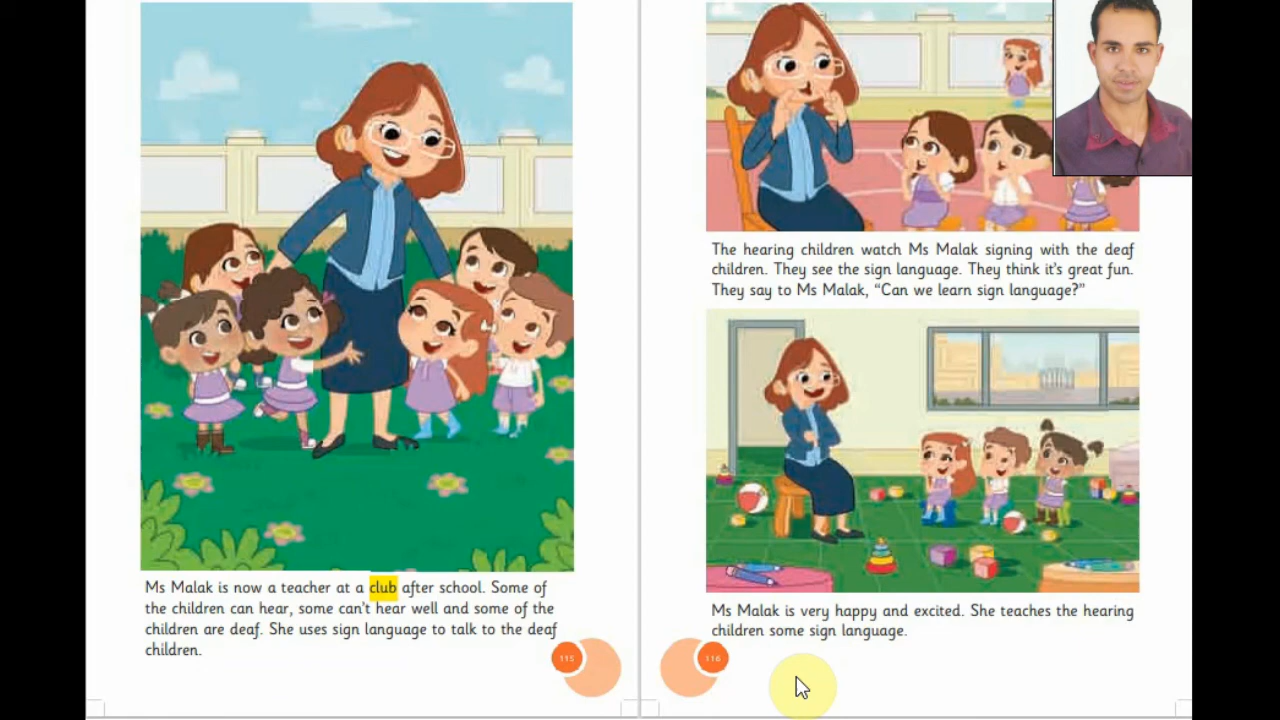 Ms Malak is now a teacher at a club after school. Some of
the children can hear, some can't hear well and some of the
children are deaf. She uses sign language to talk to the deaf
children.
115
The hearing children watch Ms Malak signing with the deaf
children. They see the sign language. They think it's great fun.
They say to Ms Malak, “Can we learn sign language?”
Ms Malak is very happy and excited. She teaches the hearing
children some sign language.
116